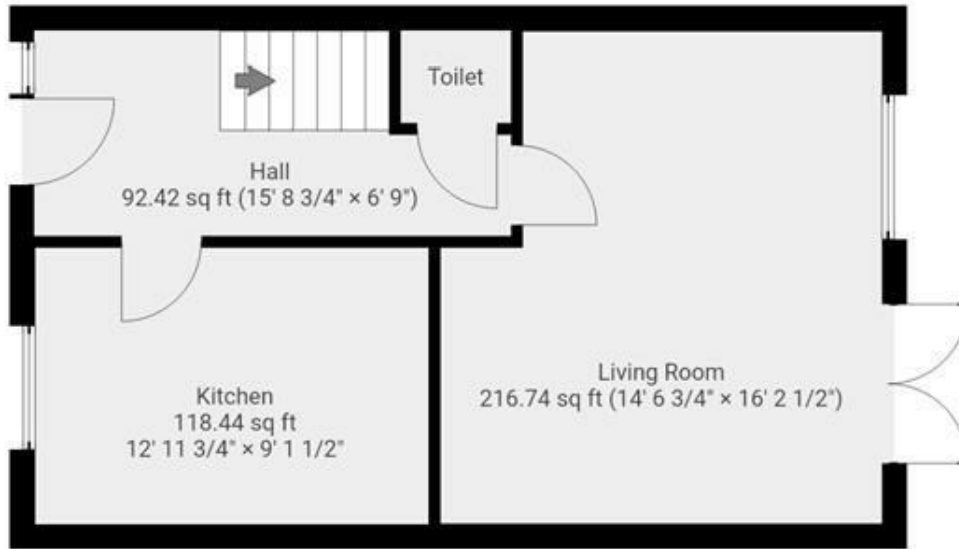 Toilet
Hall
92.42 sq ft (15' 8 3/4" × 6' 9")
Living Room
216.74 sq ft (14' 6 3/4" × 16' 2 1/2")
Kitchen
118.44 sq ft
12' 11 3/4" × 9' 1 1/2"